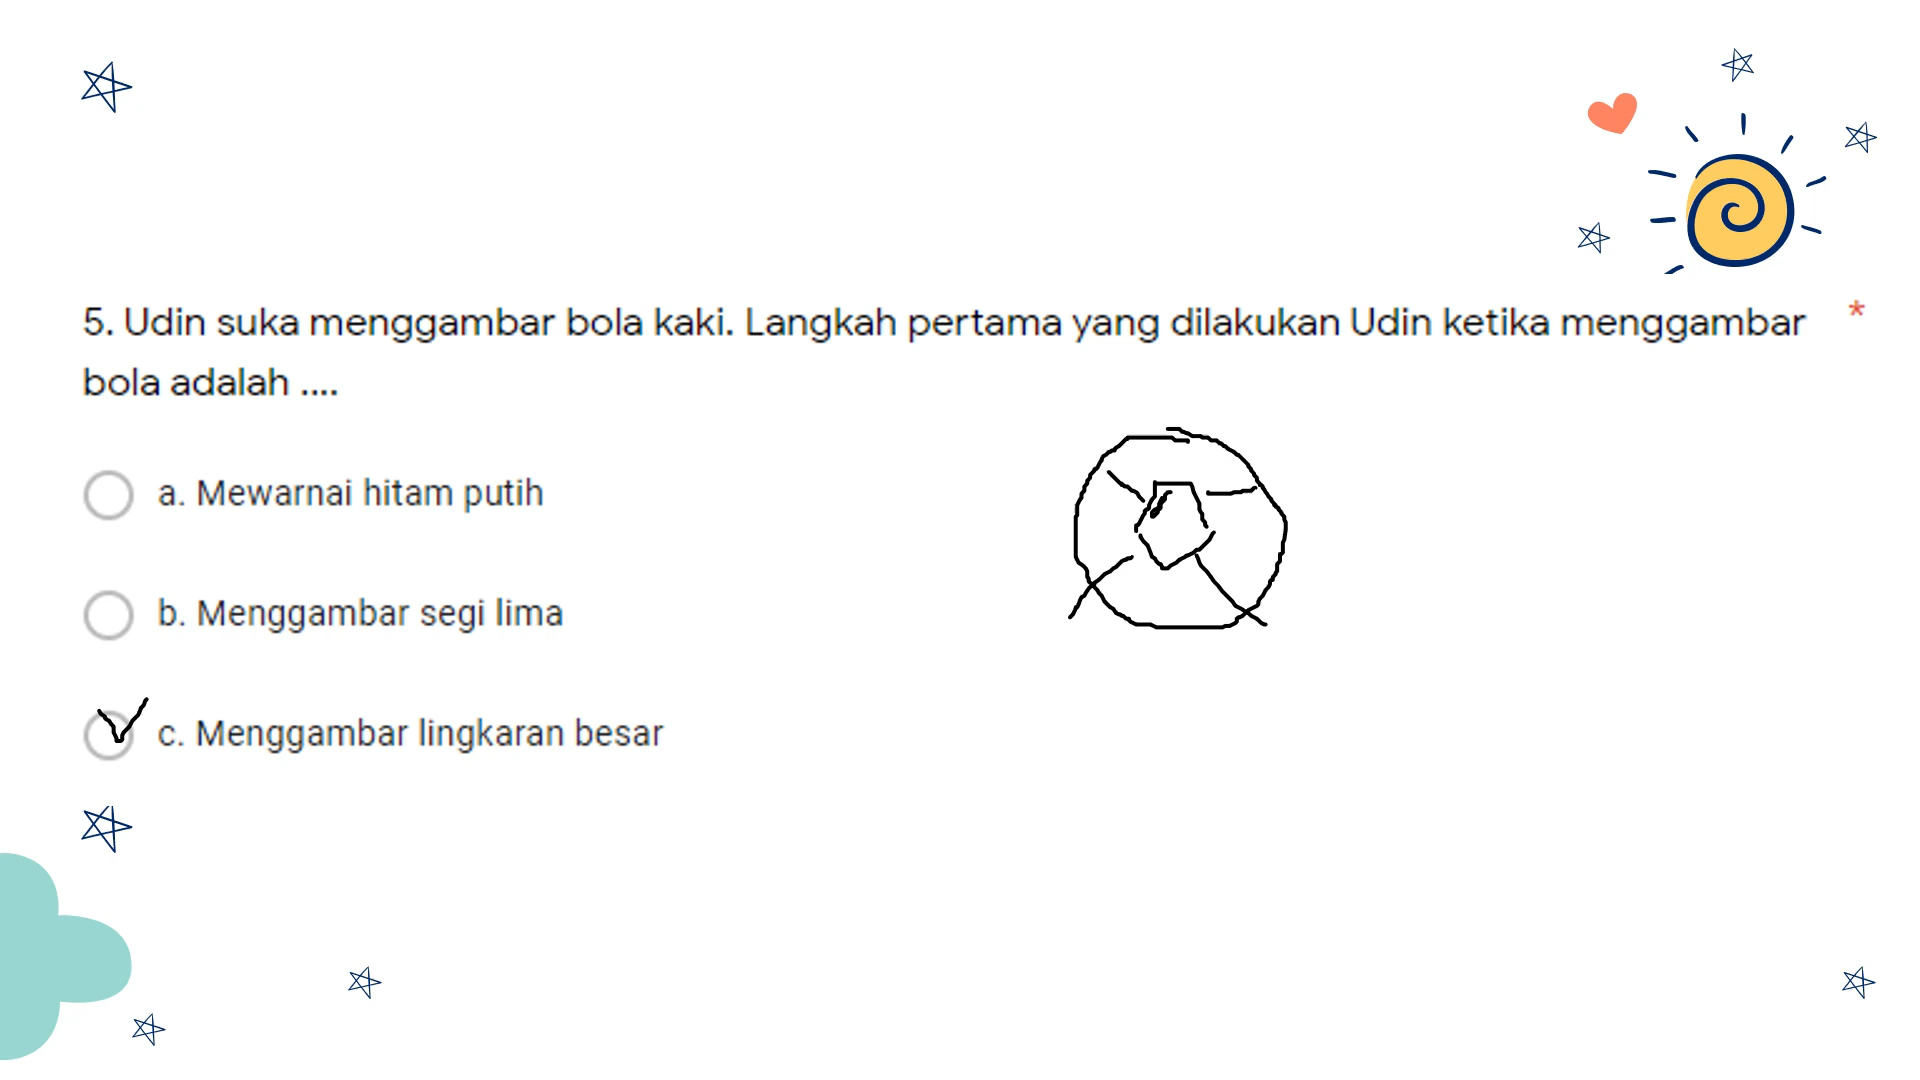 5. Udin suka menggambar bola kaki. Langkah pertama yang dilakukan Udin ketika menggambar *
bola adalah ....
a. Mewarnai hitam putih
b. Menggambar segi lima
c. Menggambar lingkaran besar